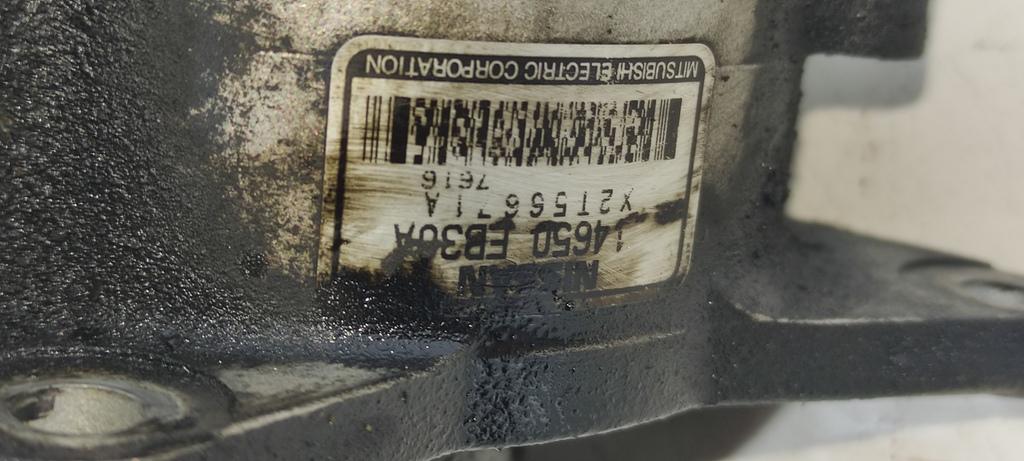 NISSAN
14650 EB30A
X2T56671A
7616
MITSUBISHI ELECTRIC CORPORATION